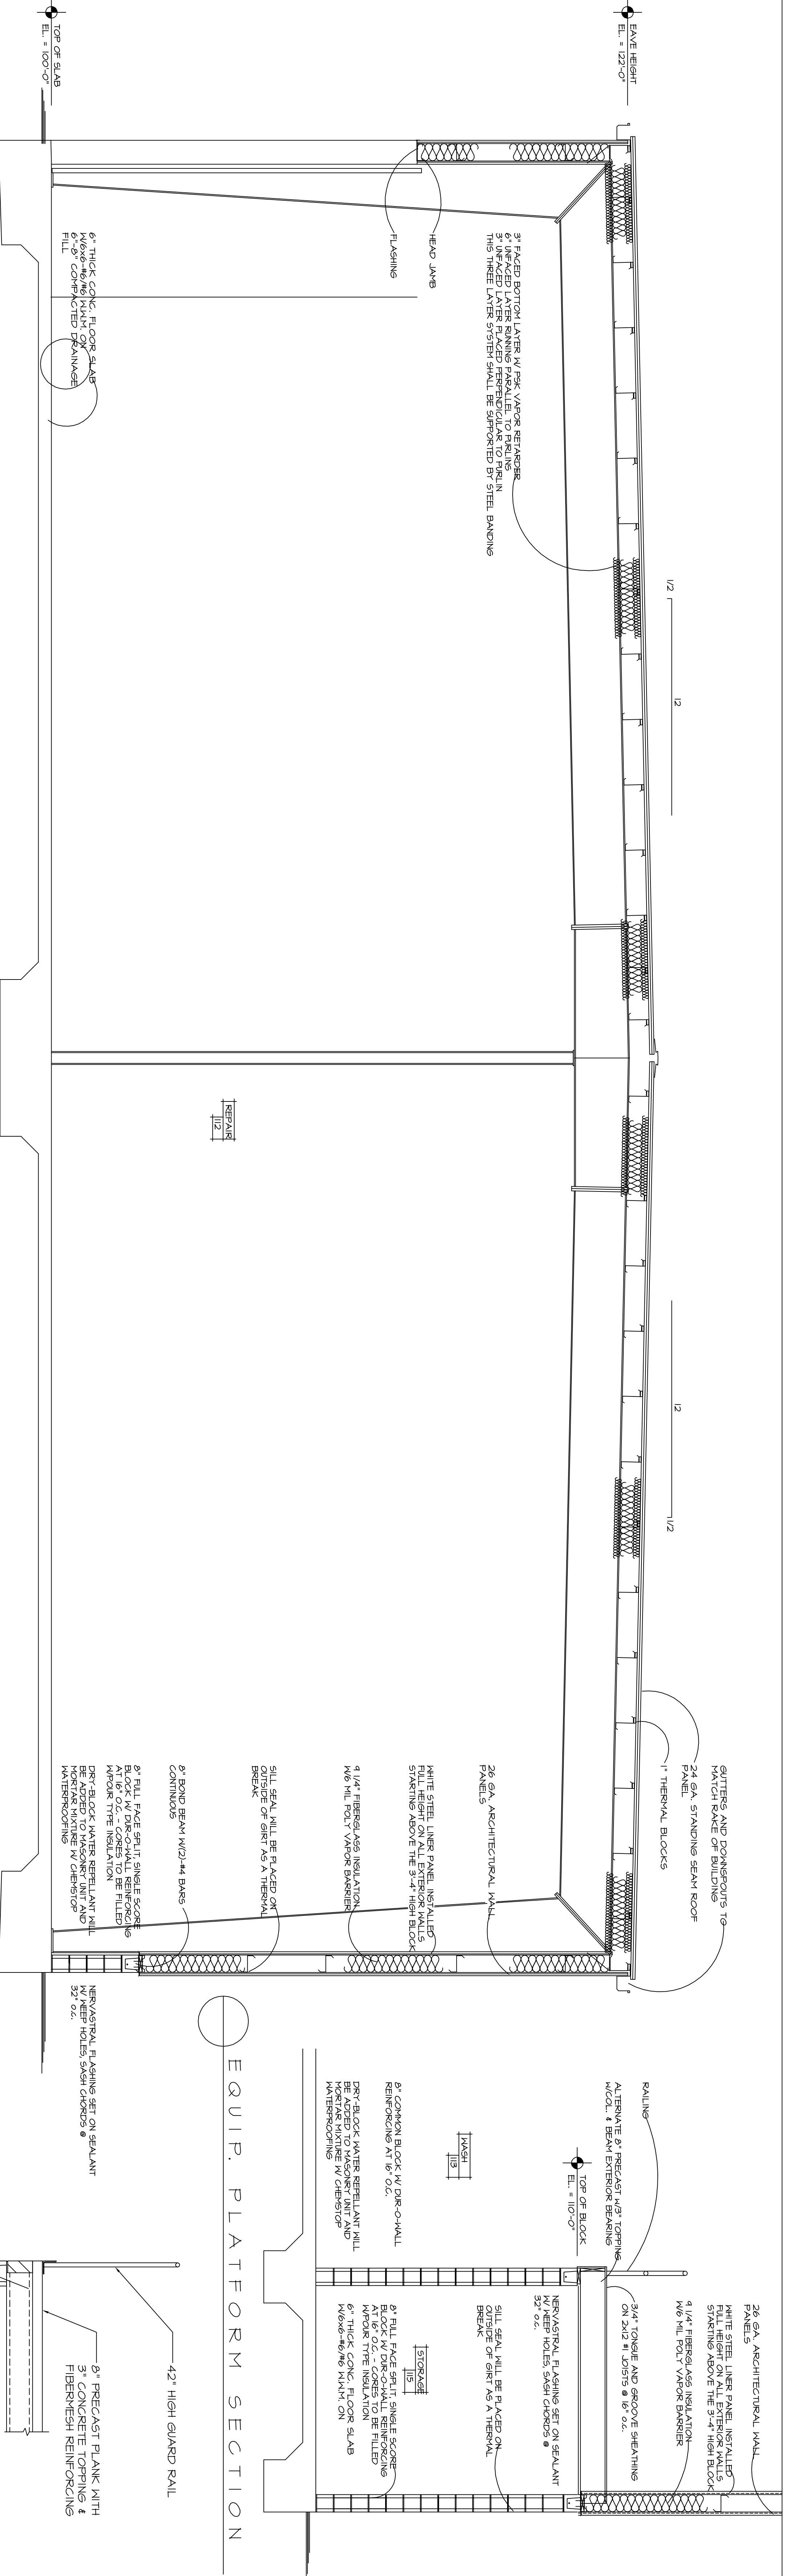 EAVE HEIGHT
EL. = 122'-0"
TOP OF SLAB
EL. = 100'-0"
1/2
12
12
1/2
3" FACED BOTTOM LAYER W/ PSK VAPOR RETARDER
6" UNFACED LAYER RUNNING PARALLEL TO PURLINS
3" UNFACED LAYER PLACED PERPENDICULAR TO PURLIN
THIS THREE LAYER SYSTEM SHALL BE SUPPORTED BY STEEL BANDING
HEAD JAMB
FLASHING
6" THICK CONC. FLOOR SLAB
W/6x6-#6/#6 W.W.M. ON
6"-8" COMPACTED DRAINAGE
FILL
REPAIR
112
GUTTERS AND DOWNSPOUTS TO
MATCH RAKE OF BUILDING
24 GA. STANDING SEAM ROOF
PANEL
1" THERMAL BLOCKS
26 GA. ARCHITECTURAL WALL
PANELS
WHITE STEEL LINER PANEL INSTALLED
FULL HEIGHT ON ALL EXTERIOR WALLS
STARTING ABOVE THE 3'-4" HIGH BLOCK
9 1/4" FIBERGLASS INSULATION
W/6 MIL POLY VAPOR BARRIER
SILL SEAL WILL BE PLACED ON
OUTSIDE OF GIRT AS A THERMAL
BREAK
8" BOND BEAM W/(2)-#4 BARS
CONTINUOUS
8" FULL FACE SPLIT, SINGLE SCORE
BLOCK W/ DUR-O-WALL REINFORCING
AT 16" O.C. - CORES TO BE FILLED
W/POUR TYPE INSULATION
DRY-BLOCK WATER REPELLANT WILL
BE ADDED TO MASONRY UNIT AND
MORTAR MIXTURE W/ CHEMSTOP
WATERPROOFING
NERVASTRAL FLASHING SET ON SEALANT
W/ WEEP HOLES, SASH CHORDS @
32" o.c.
RAILING
ALTERNATE 8" PRECAST W/3" TOPPING
W/COL. & BEAM EXTERIOR BEARING
TOP OF BLOCK
EL. = 110'-0"
WASH
113
8" COMMON BLOCK W/ DUR-O-WALL
REINFORCING AT 16" O.C.
DRY-BLOCK WATER REPELLANT WILL
BE ADDED TO MASONRY UNIT AND
MORTAR MIXTURE W/ CHEMSTOP
WATERPROOFING
26 GA. ARCHITECTURAL WALL
PANELS
WHITE STEEL LINER PANEL INSTALLED
FULL HEIGHT ON ALL EXTERIOR WALLS
STARTING ABOVE THE 3'-4" HIGH BLOCK
9 1/4" FIBERGLASS INSULATION
W/6 MIL POLY VAPOR BARRIER
3/4" TONGUE AND GROOVE SHEATHING
ON 2x12 #1 JOISTS @ 16" o.c.
NERVASTRAL FLASHING SET ON SEALANT
W/ WEEP HOLES, SASH CHORDS @
32" o.c.
SILL SEAL WILL BE PLACED ON
OUTSIDE OF GIRT AS A THERMAL
BREAK
STORAGE
115
8" FULL FACE SPLIT, SINGLE SCORE
BLOCK W/ DUR-O-WALL REINFORCING
AT 16" O.C. - CORES TO BE FILLED
W/POUR TYPE INSULATION
6" THICK CONC. FLOOR SLAB
W/6x6-#6/#6 W.W.M. ON
EQUIP. PLATFORM SECTION
42" HIGH GUARD RAIL
8" PRECAST PLANK WITH
3" CONCRETE TOPPING &
FIBERMESH REINFORCING